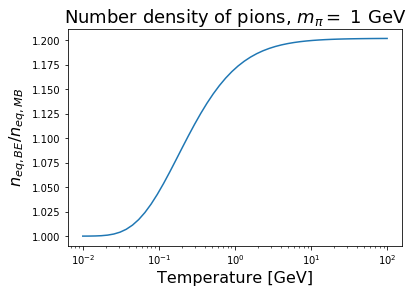 Number density of pions, $m_\pi =$ 1 GeV
$n_{eq,BE}/n_{eq,MB}$
1.200
1.175
1.150
1.125
1.100
1.075
1.050
1.025
1.000
$10^{-2}$ $10^{-1}$ $10^{0}$ $10^{1}$ $10^{2}$
Temperature [GeV]